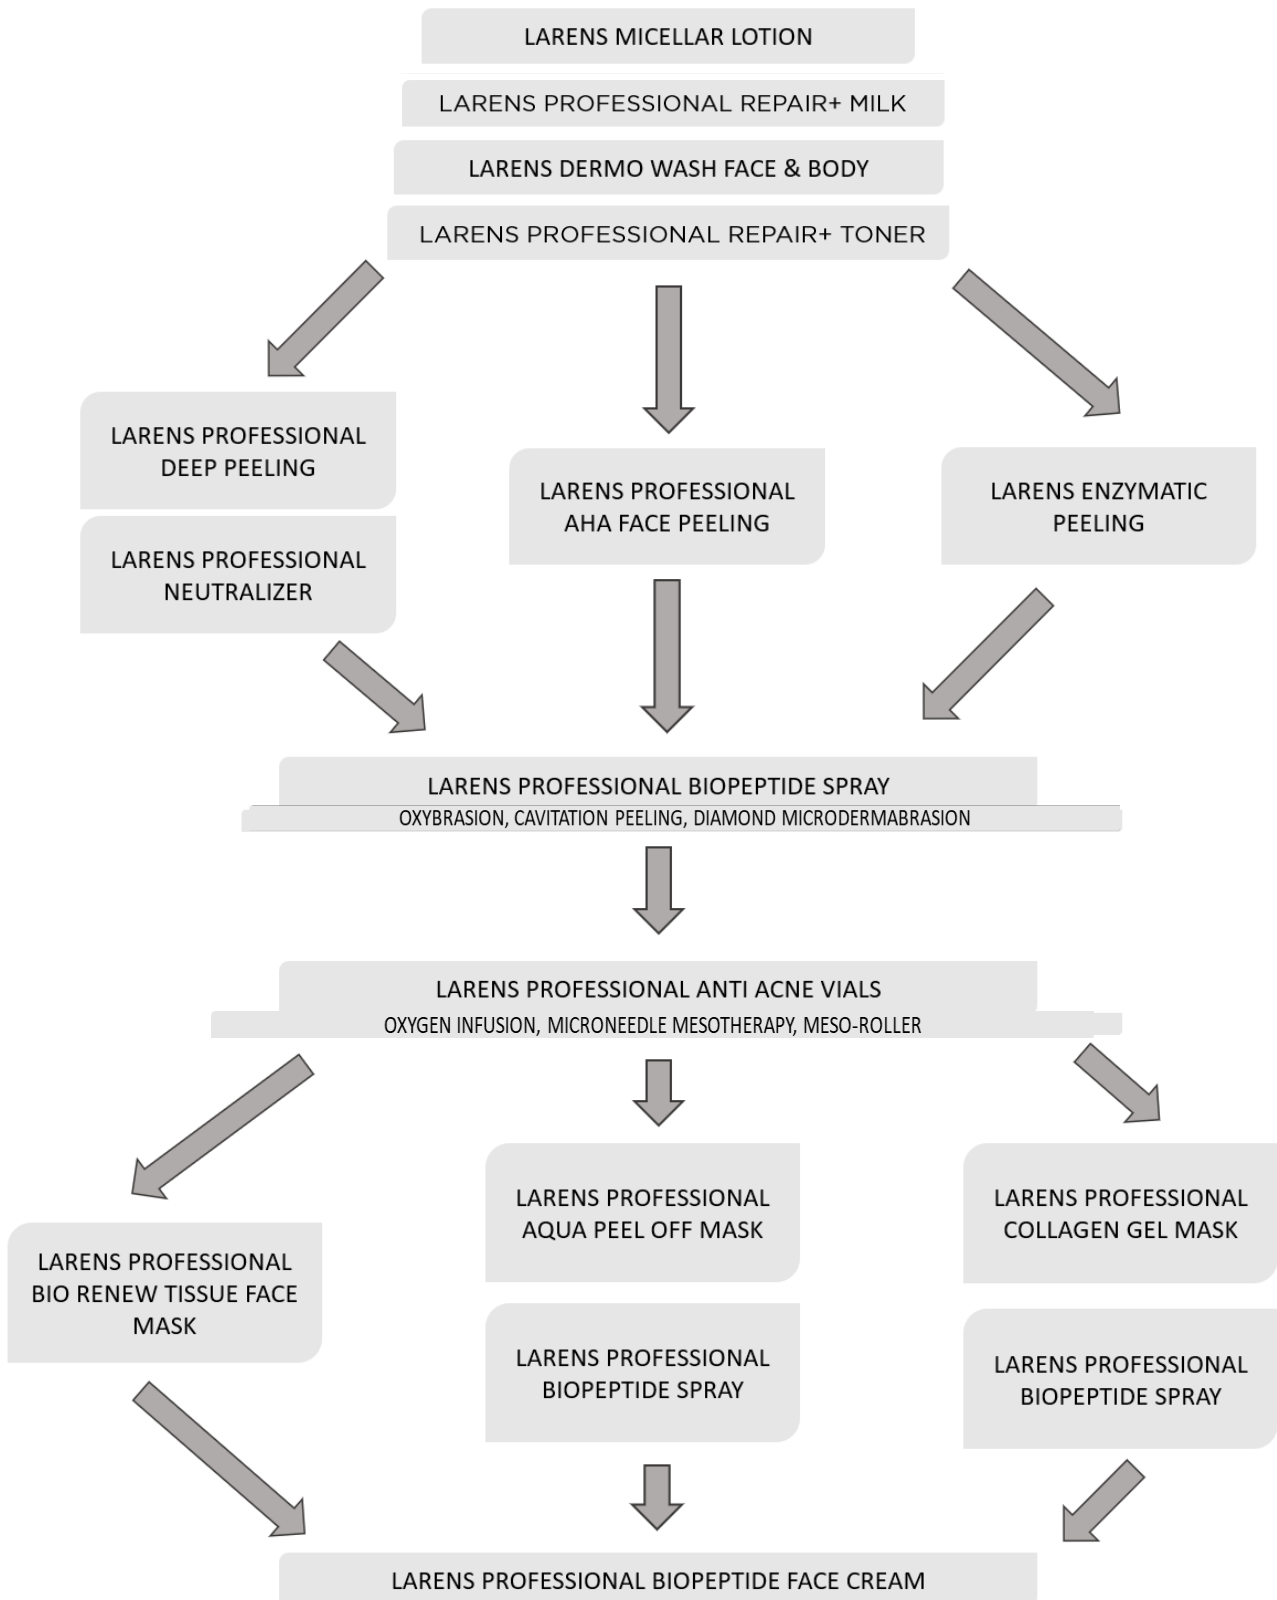 LARENS MICELLAR LOTION
LARENS PROFESSIONAL REPAIR+ MILK
LARENS DERMO WASH FACE & BODY
LARENS PROFESSIONAL REPAIR+ TONER
LARENS PROFESSIONAL
DEEP PEELING
LARENS PROFESSIONAL
NEUTRALIZER
LARENS PROFESSIONAL
AHA FACE PEELING
LARENS ENZYMATIC
PEELING
LARENS PROFESSIONAL BIOPEPTIDE SPRAY
OXYBRASION, CAVITATION PEELING, DIAMOND MICRODERMABRASION
LARENS PROFESSIONAL ANTI ACNE VIALS
OXYGEN INFUSION, MICRONEEDLE MESOTHERAPY, MESO-ROLLER
LARENS PROFESSIONAL
BIO RENEW TISSUE FACE
MASK
LARENS PROFESSIONAL
AQUA PEEL OFF MASK
LARENS PROFESSIONAL
BIOPEPTIDE SPRAY
LARENS PROFESSIONAL
COLLAGEN GEL MASK
LARENS PROFESSIONAL
BIOPEPTIDE SPRAY
LARENS PROFESSIONAL BIOPEPTIDE FACE CREAM